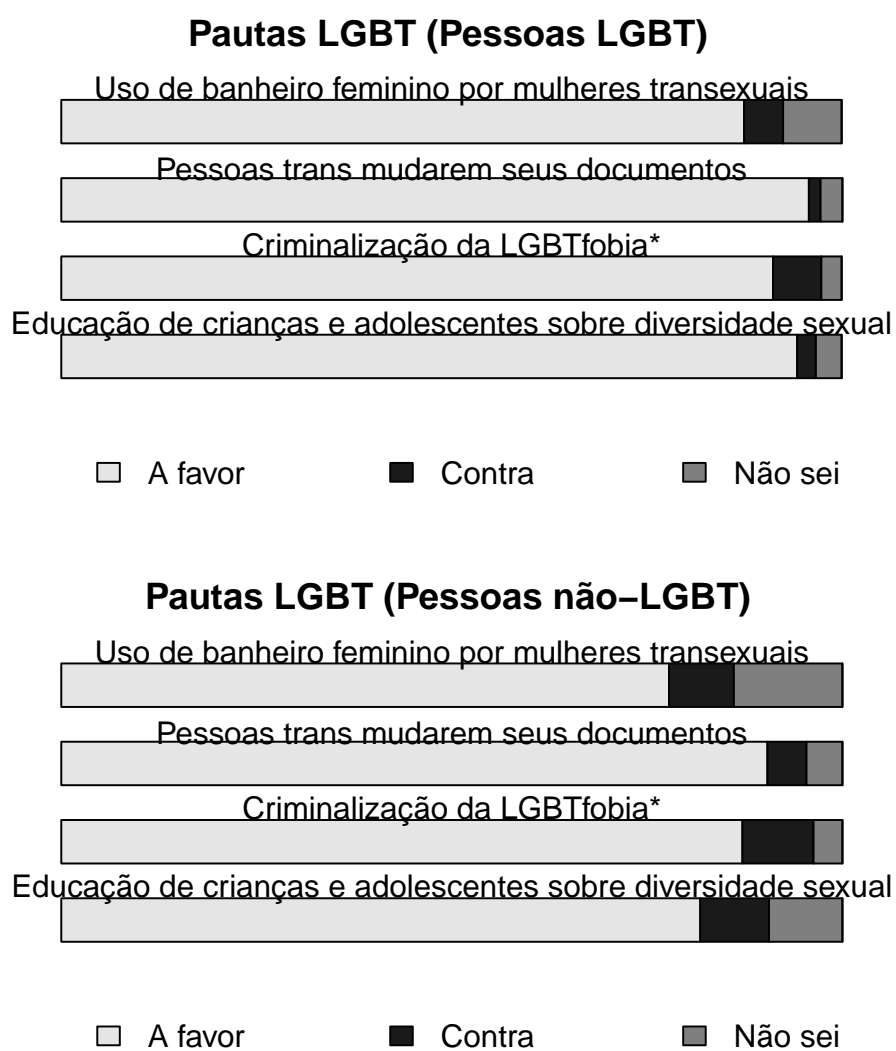 Pautas LGBT (Pessoas LGBT)
Uso de banheiro feminino por mulheres transexuais
Pessoas trans mudarem seus documentos
Criminalização da LGBTfobia*
Educação de crianças e adolescentes sobre diversidade sexual
A favor Contra Não sei
Pautas LGBT (Pessoas não−LGBT)
Uso de banheiro feminino por mulheres transexuais
Pessoas trans mudarem seus documentos
Criminalização da LGBTfobia*
Educação de crianças e adolescentes sobre diversidade sexual
A favor Contra Não sei